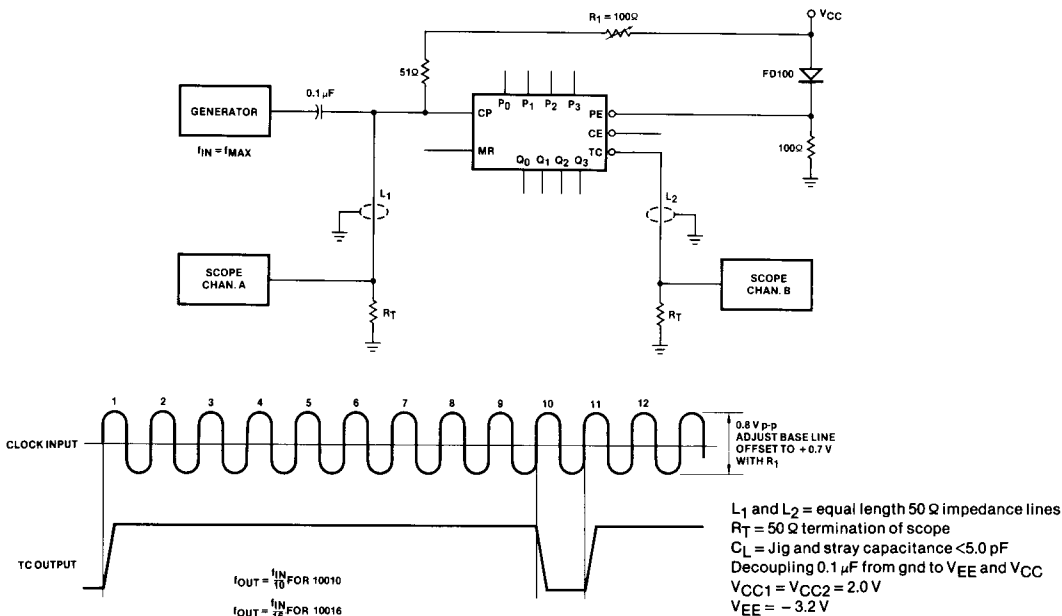 R1 = 100Ω
VCC
51Ω
FD100
0.1 μF
GENERATOR
fIN = fMAX
P0 P1 P2 P3
CP
PE
CE
MR
TC
Q0 Q1 Q2 Q3
100Ω
L1
L2
SCOPE
CHAN. A
SCOPE
CHAN. B
RT
RT
1 2 3 4 5 6 7 8 9 10 11 12
CLOCK INPUT
0.8 V p-p
ADJUST BASE LINE
OFFSET TO + 0.7 V
WITH R1
TC OUTPUT
fOUT = fIN/10 FOR 10010
fOUT = fIN/16 FOR 10016
L1 and L2 = equal length 50 Ω impedance lines
RT = 50 Ω termination of scope
CL = Jig and stray capacitance <5.0 pF
Decoupling 0.1 μF from gnd to VEE and VCC
VCC1 = VCC2 = 2.0 V
VEE = – 3.2 V